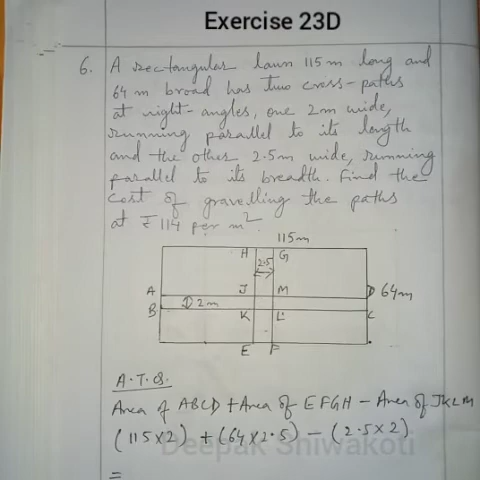 Exercise 23D
6. A rectangular lawn 115 m long and
64 m broad has two cross-paths
at right-angles, one 2m wide,
running parallel to its length
and the other 2.5m wide, running
parallel to its breadth. Find the
cost of gravelling the paths
at ₹ 114 per m².
115m
H 2.5 G
A J M D 64m
B 2m K L C
E F
A.T.Q.
Area of ABCD + Area of EFGH - Area of JKLM
(115×2) + (64×2.5) - (2.5×2)
Deepak Shiwakoti
=